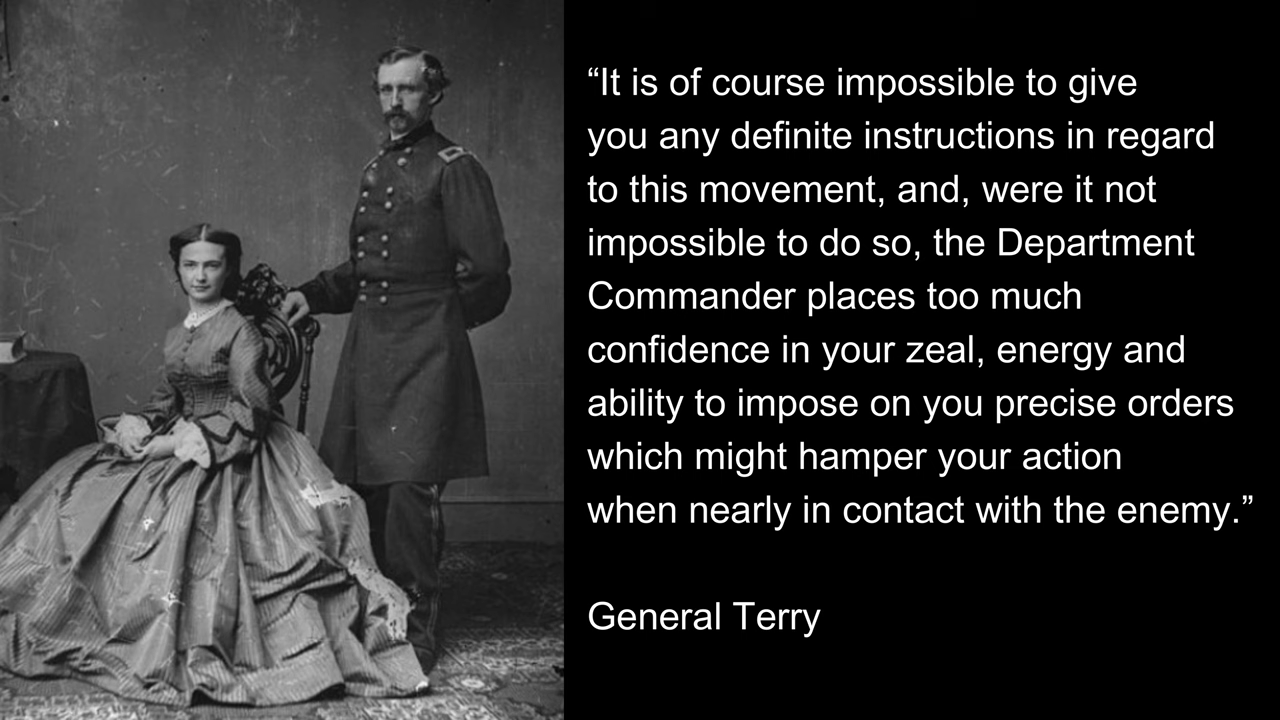 “It is of course impossible to give
you any definite instructions in regard
to this movement, and, were it not
impossible to do so, the Department
Commander places too much
confidence in your zeal, energy and
ability to impose on you precise orders
which might hamper your action
when nearly in contact with the enemy.”
General Terry